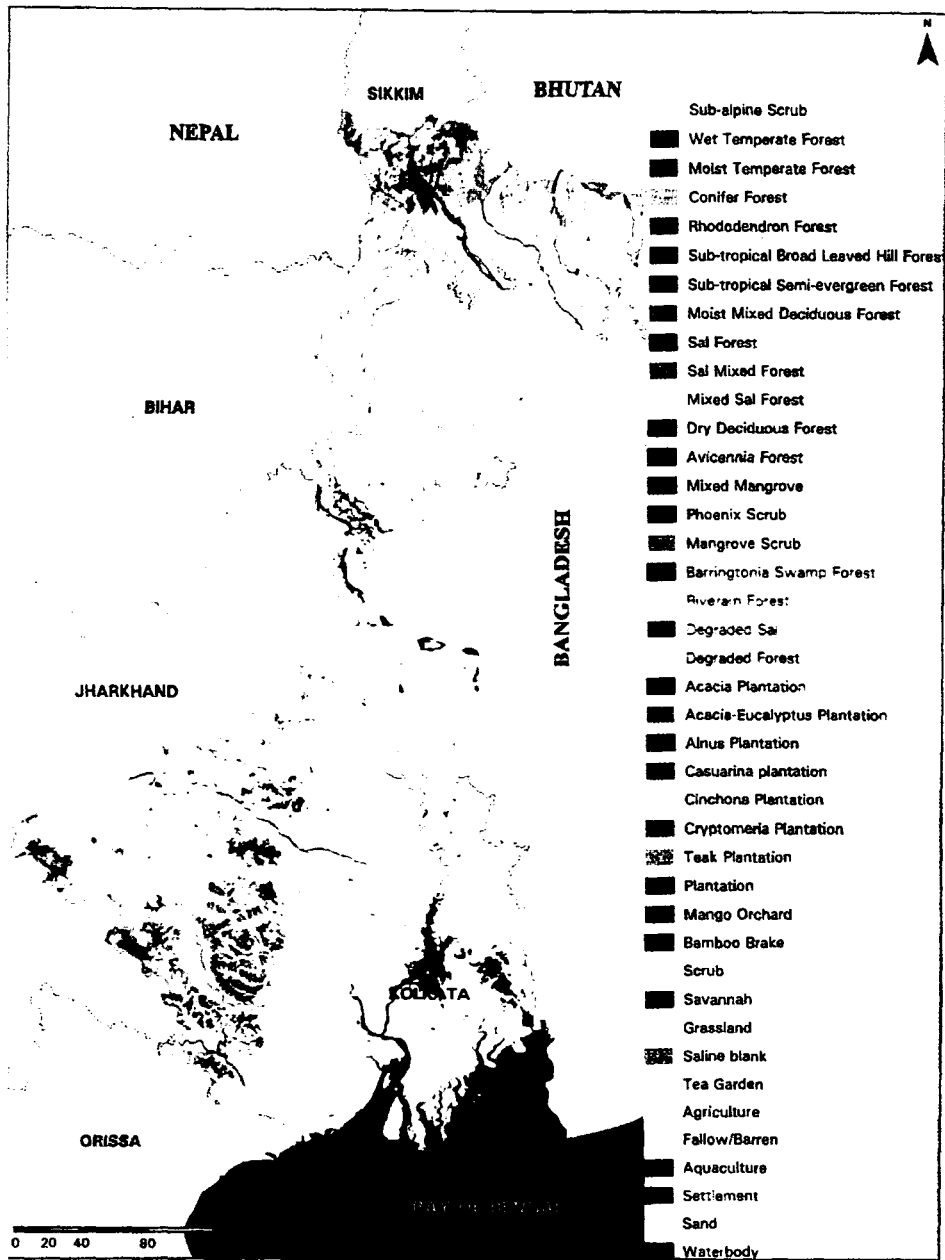 N
SIKKIM
BHUTAN
NEPAL
BIHAR
BANGLADESH
JHARKHAND
KOLKATA
ORISSA
BAY OF BENGAL
0 20 40 80
Sub-alpine Scrub
Wet Temperate Forest
Moist Temperate Forest
Conifer Forest
Rhododendron Forest
Sub-tropical Broad Leaved Hill Forest
Sub-tropical Semi-evergreen Forest
Moist Mixed Deciduous Forest
Sal Forest
Sal Mixed Forest
Mixed Sal Forest
Dry Deciduous Forest
Avicennia Forest
Mixed Mangrove
Phoenix Scrub
Mangrove Scrub
Barringtonia Swamp Forest
Riverain Forest
Degraded Sal
Degraded Forest
Acacia Plantation
Acacia-Eucalyptus Plantation
Alnus Plantation
Casuarina plantation
Cinchona Plantation
Cryptomeria Plantation
Teak Plantation
Plantation
Mango Orchard
Bamboo Brake
Scrub
Savannah
Grassland
Saline blank
Tea Garden
Agriculture
Fallow/Barren
Aquaculture
Settlement
Sand
Waterbody